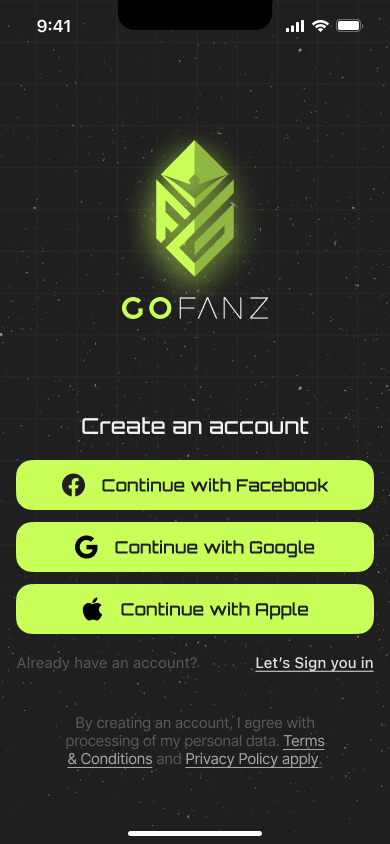 9:41
GOFANZ
Create an account
Continue with Facebook
Continue with Google
Continue with Apple
Already have an account?
Let's Sign you in
By creating an account, I agree with
processing of my personal data. Terms
& Conditions and Privacy Policy apply.